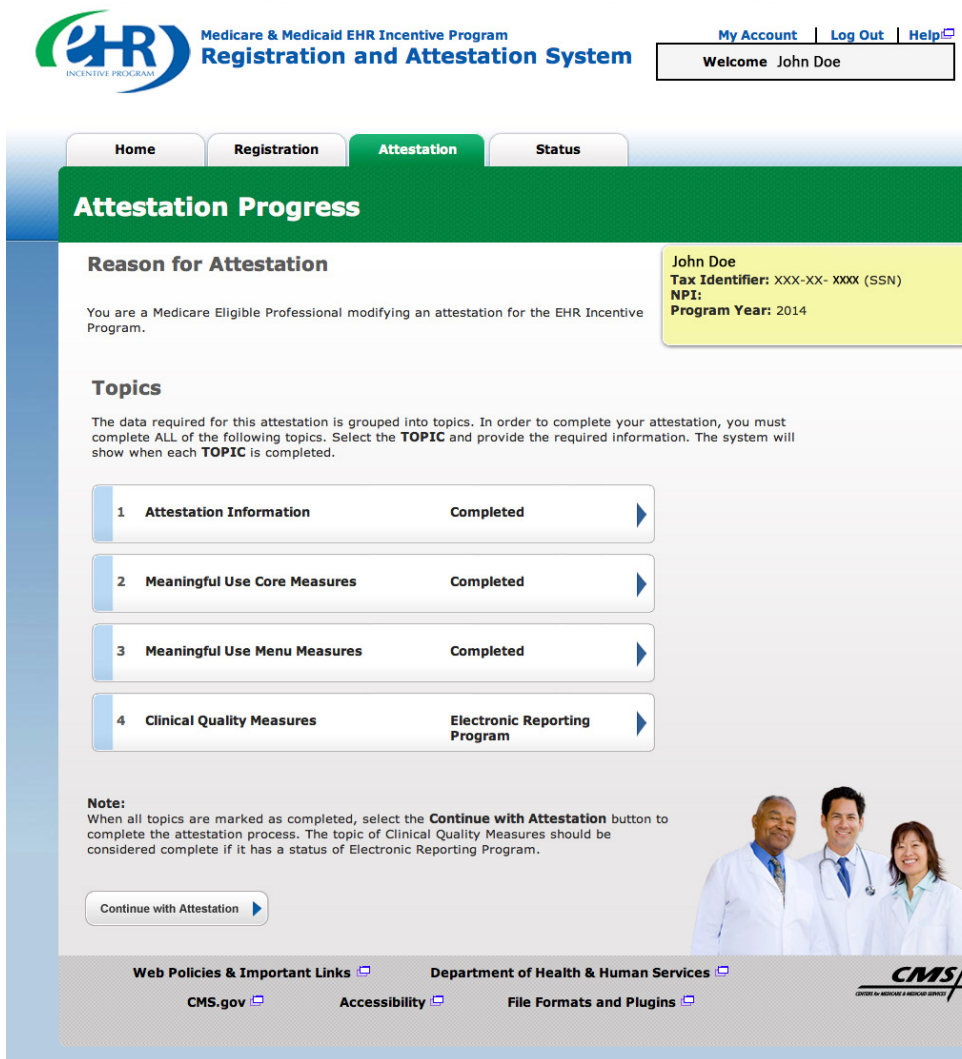 eHR
INCENTIVE PROGRAM
Medicare & Medicaid EHR Incentive Program
Registration and Attestation System
My Account | Log Out | Help
Welcome John Doe
Home Registration Attestation Status
Attestation Progress
Reason for Attestation
You are a Medicare Eligible Professional modifying an attestation for the EHR Incentive
Program.
John Doe
Tax Identifier: XXX-XX- XXXX (SSN)
NPI:
Program Year: 2014
Topics
The data required for this attestation is grouped into topics. In order to complete your attestation, you must
complete ALL of the following topics. Select the TOPIC and provide the required information. The system will
show when each TOPIC is completed.
1 Attestation Information Completed
2 Meaningful Use Core Measures Completed
3 Meaningful Use Menu Measures Completed
4 Clinical Quality Measures Electronic Reporting
Program
Note:
When all topics are marked as completed, select the Continue with Attestation button to
complete the attestation process. The topic of Clinical Quality Measures should be
considered complete if it has a status of Electronic Reporting Program.
Continue with Attestation
Web Policies & Important Links Department of Health & Human Services
CMS.gov Accessibility File Formats and Plugins
CMS
CENTERS for MEDICARE & MEDICAID SERVICES